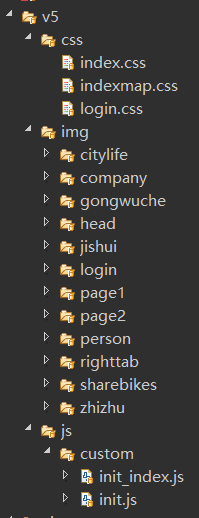 v5
css
index.css
indexmap.css
login.css
img
citylife
company
gongwuche
head
jishui
login
page1
page2
person
righttab
sharebikes
zhizhu
js
custom
init_index.js
init.js